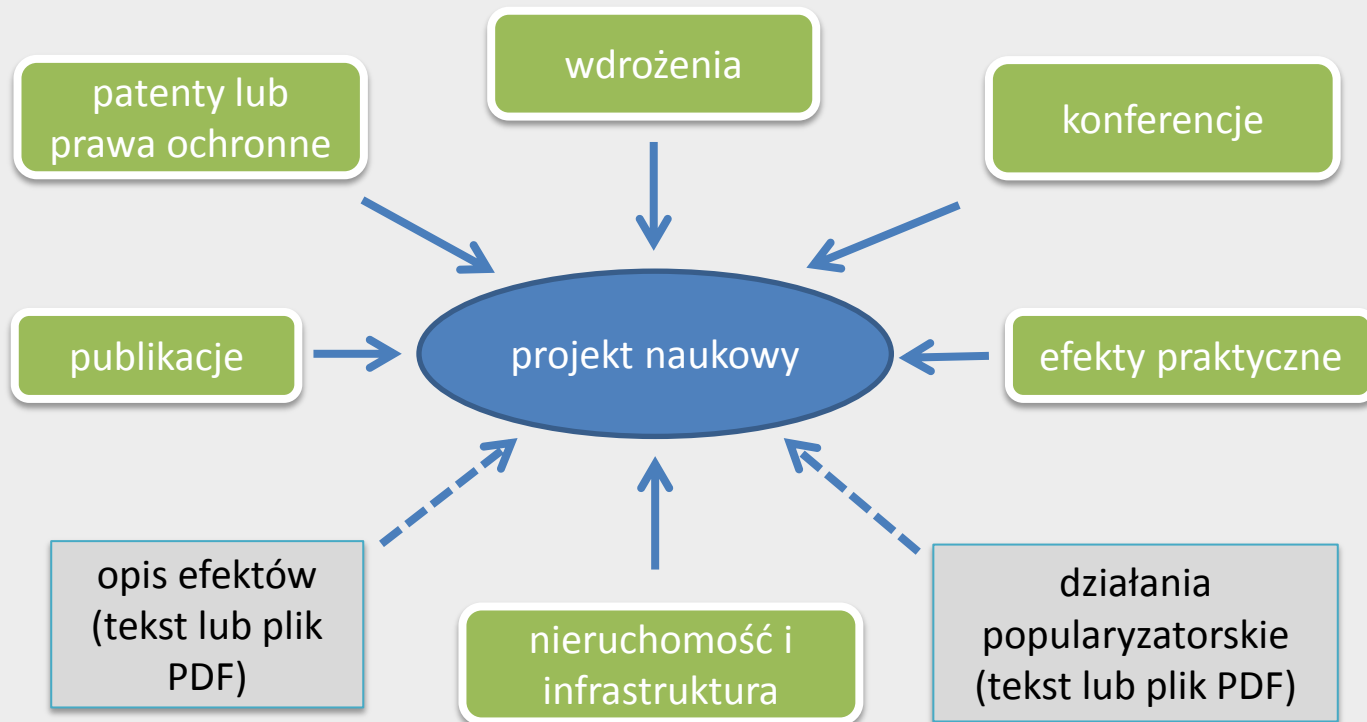 wdrożenia
patenty lub
prawa ochronne
konferencje
publikacje
projekt naukowy
efekty praktyczne
opis efektów
(tekst lub plik
PDF)
nieruchomość i
infrastruktura
działania
popularyzatorskie
(tekst lub plik PDF)